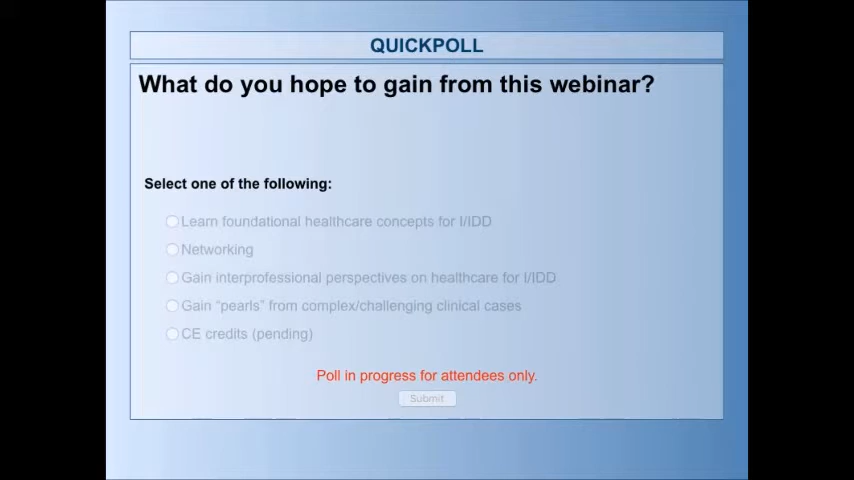 QUICKPOLL
What do you hope to gain from this webinar?
Select one of the following:
Learn foundational healthcare concepts for I/IDD
Networking
Gain interprofessional perspectives on healthcare for I/IDD
Gain “pearls” from complex/challenging clinical cases
CE credits (pending)
Poll in progress for attendees only.
Submit